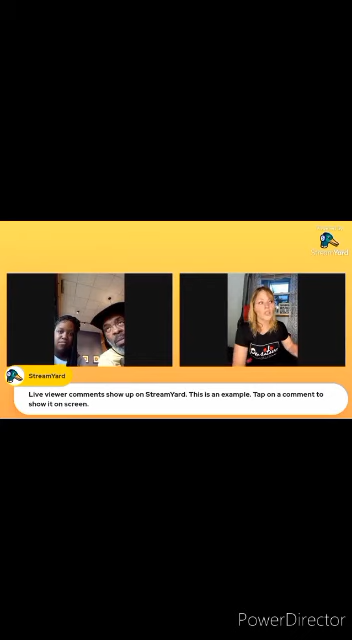 StreamYard
StreamYard
Live viewer comments show up on StreamYard. This is an example. Tap on a comment to
show it on screen.
PowerDirector